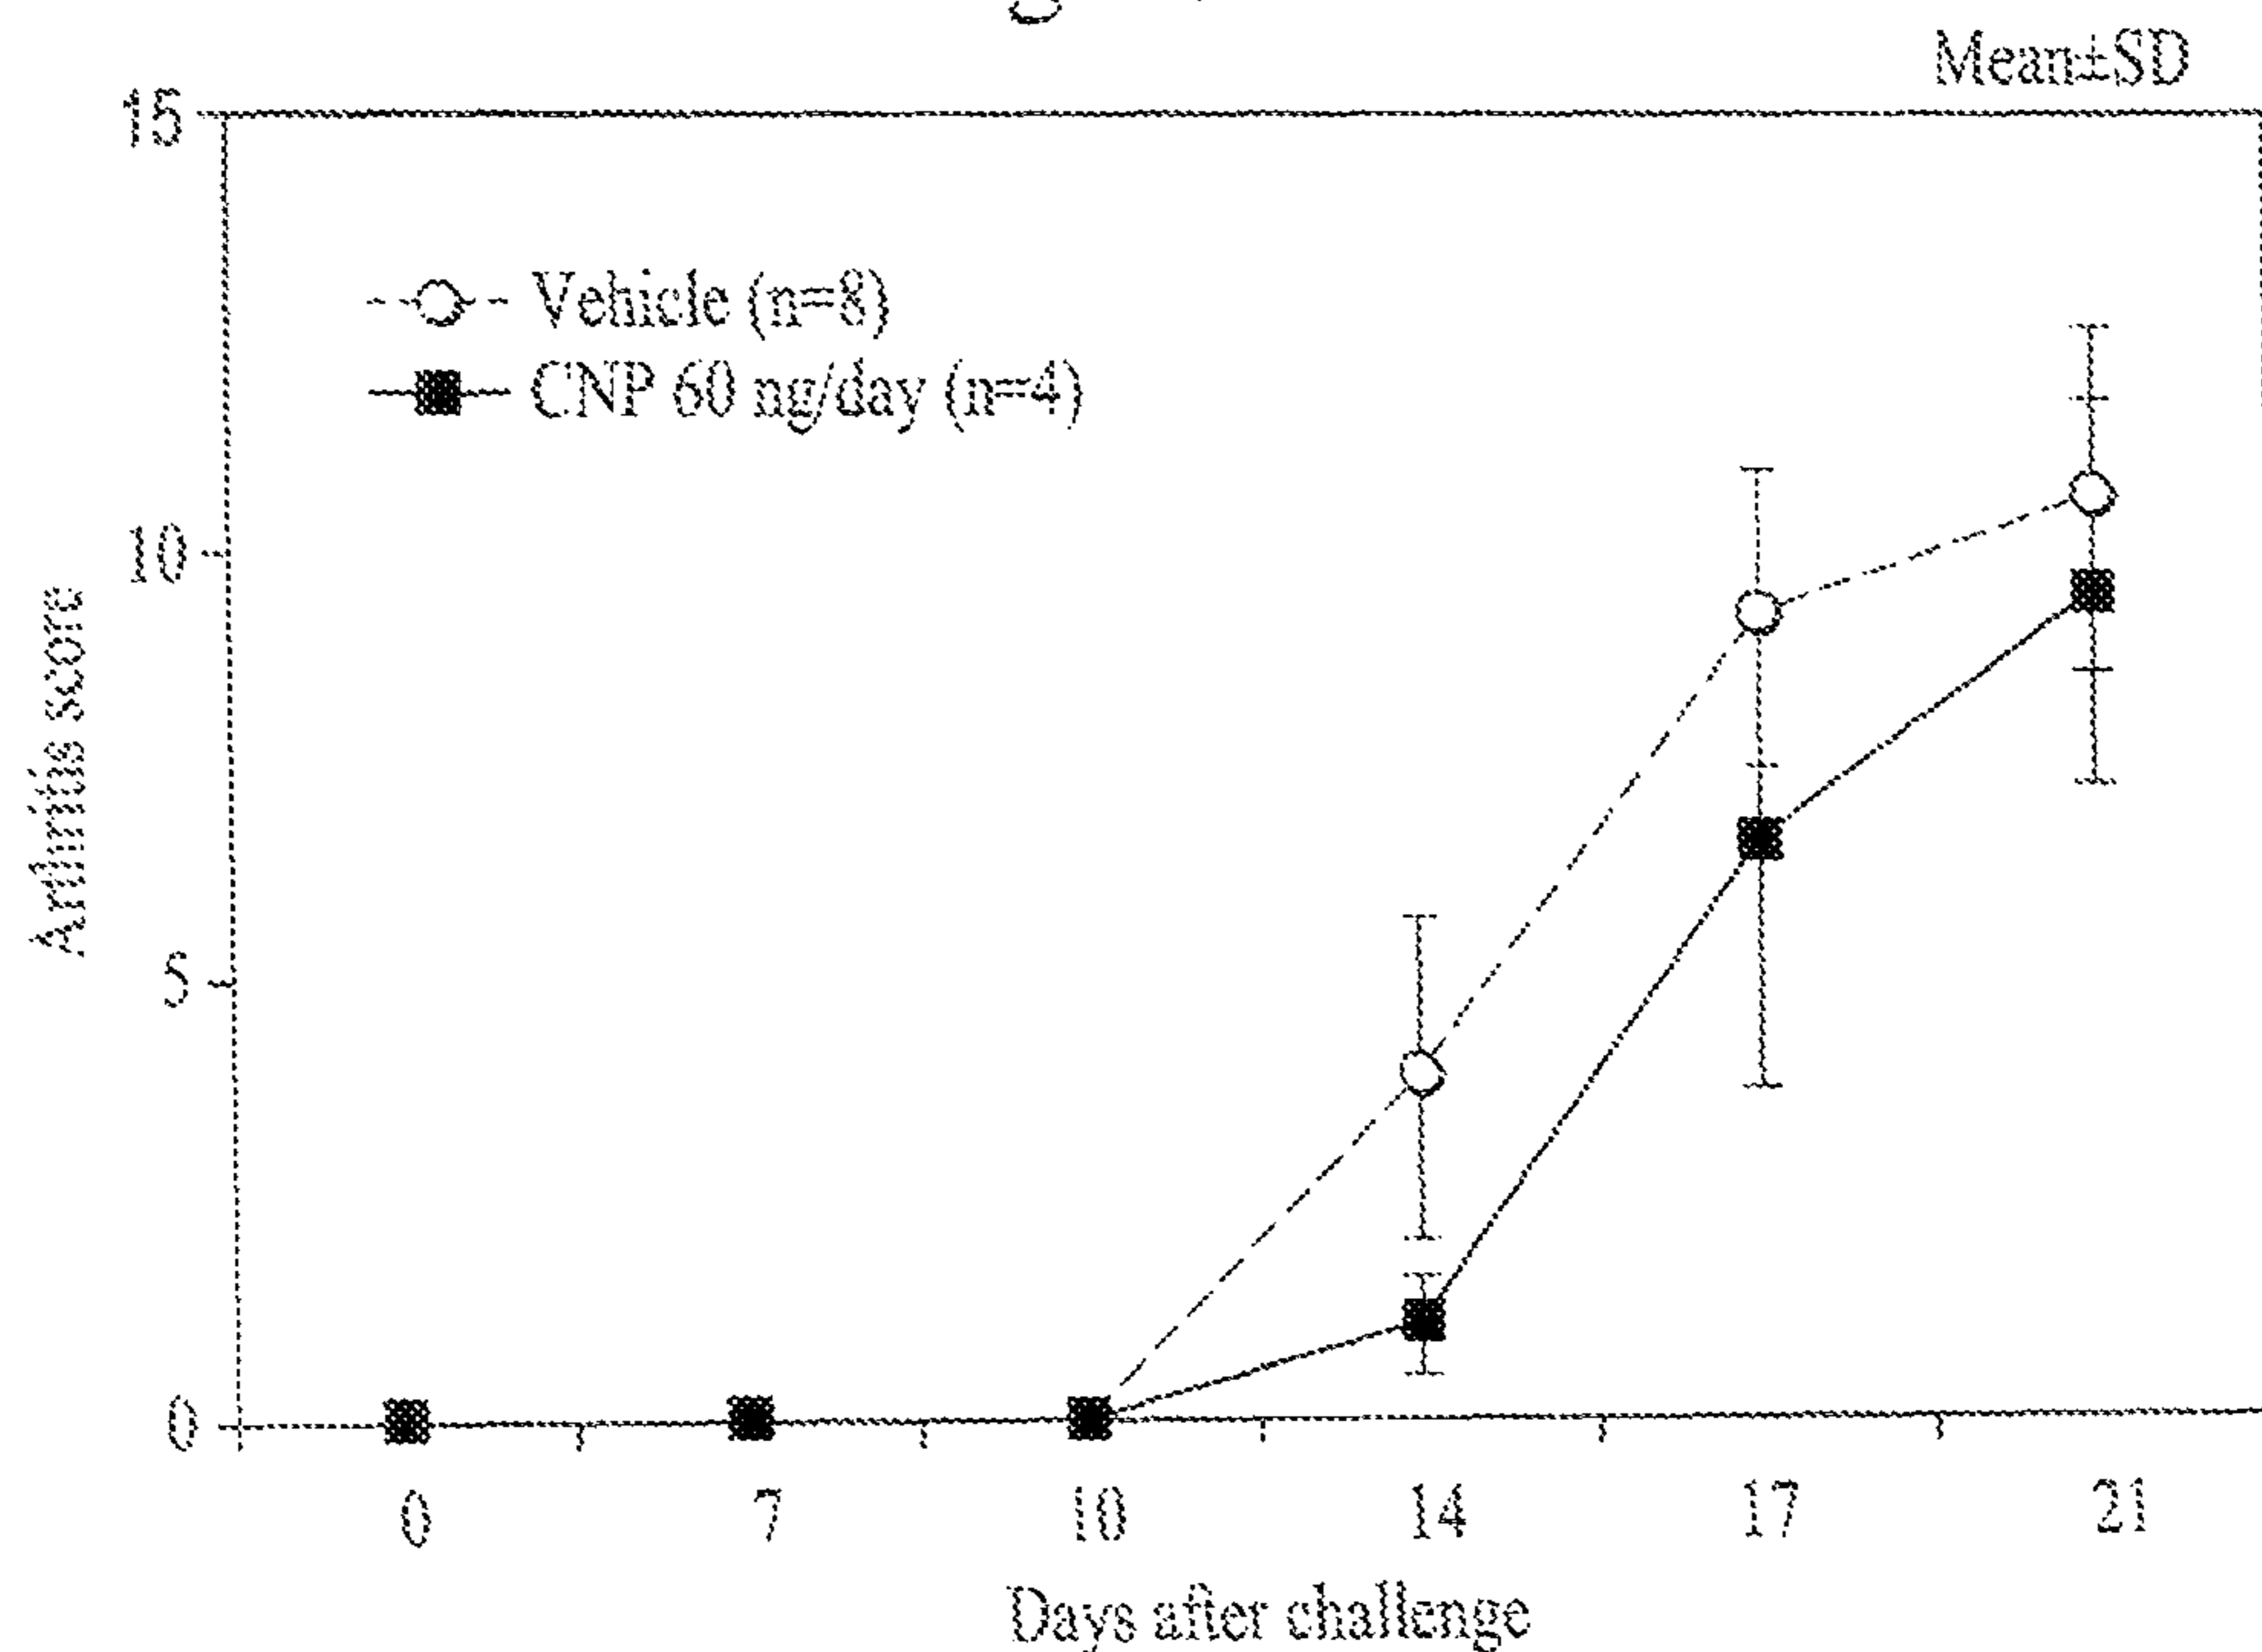 Mean±SD
15
Vehicle (n=8)
CNP 60 ng/day (n=4)
10
5
0
Arthritis score
0 7 10 14 17 21
Days after challenge